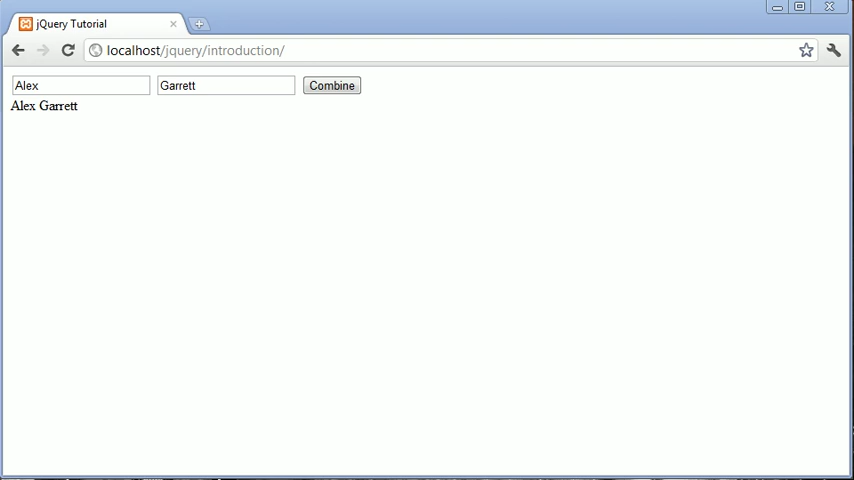 jQuery Tutorial
localhost/jquery/introduction/
Alex Garrett Combine
Alex Garrett